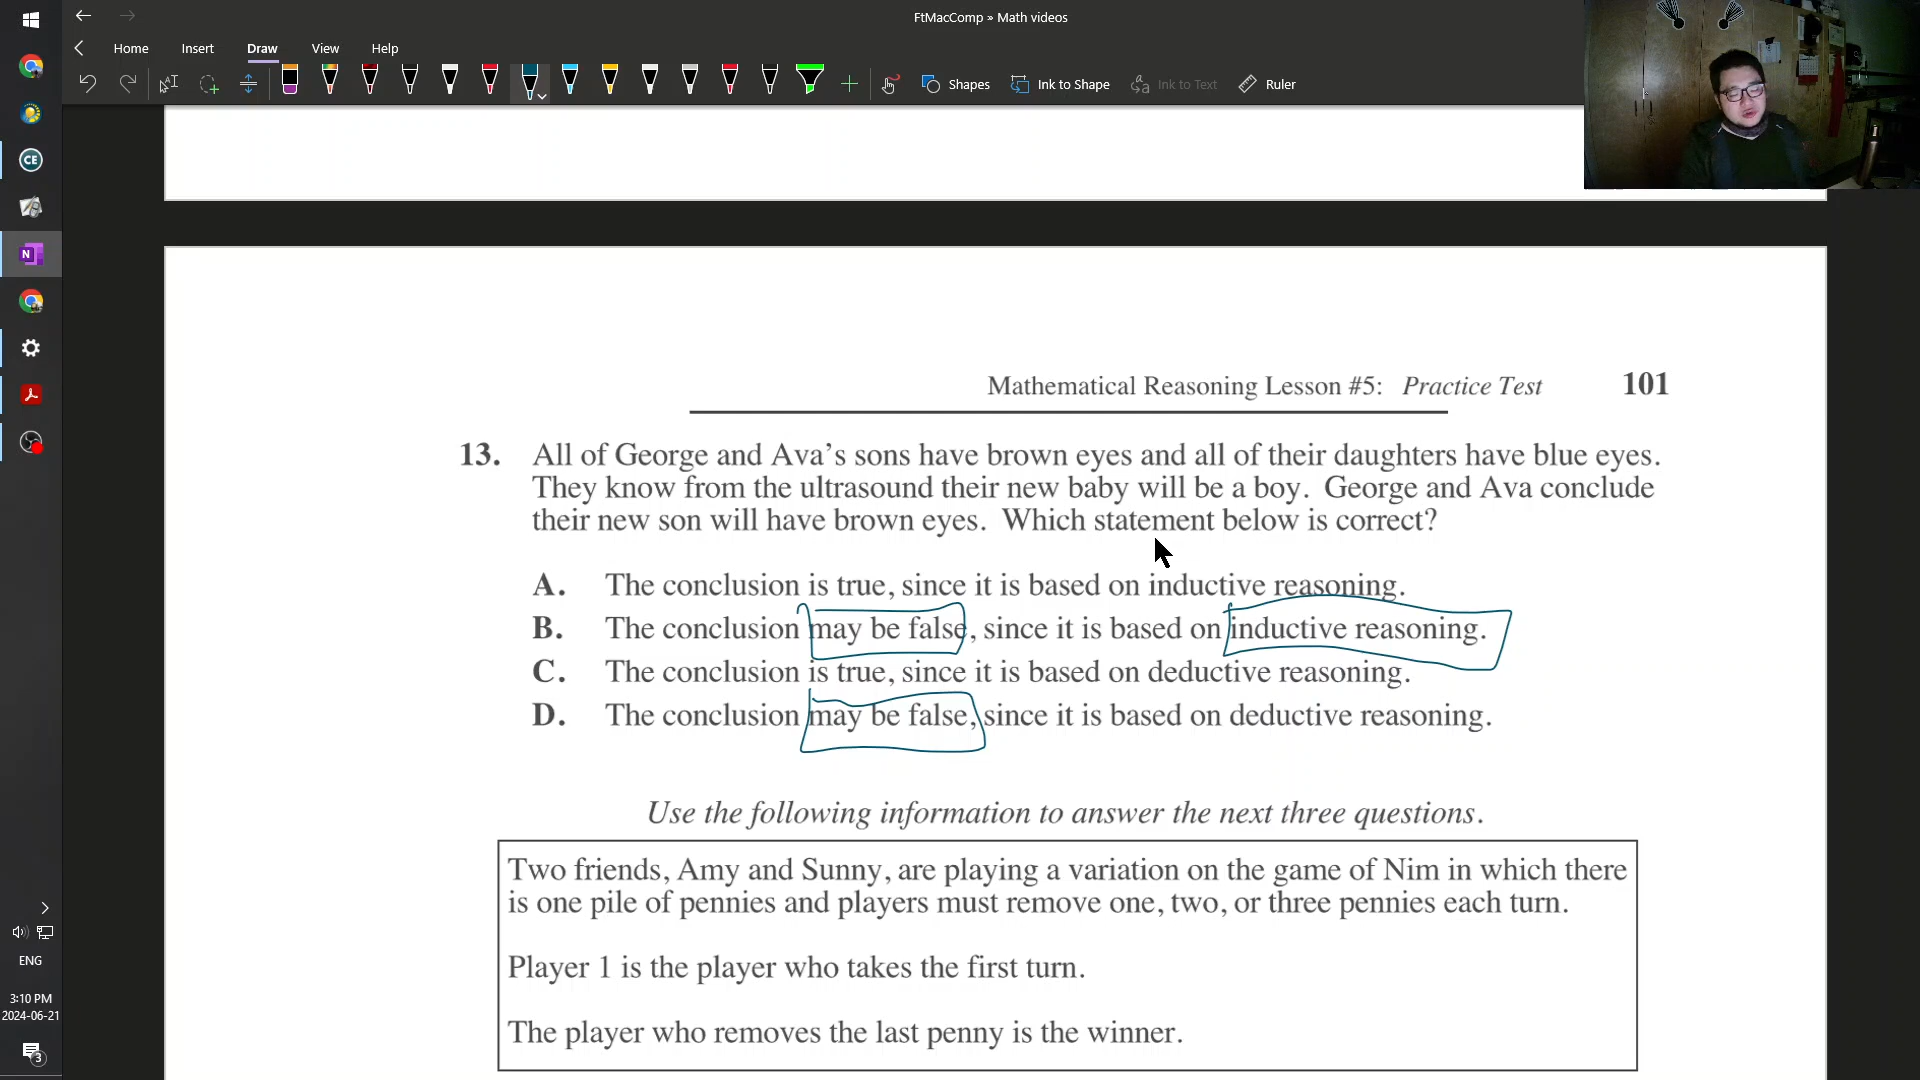 FtMacComp » Math videos
Home Insert Draw View Help
Shapes Ink to Shape Ink to Text Ruler
Mathematical Reasoning Lesson #5: Practice Test 101
13. All of George and Ava's sons have brown eyes and all of their daughters have blue eyes.
They know from the ultrasound their new baby will be a boy. George and Ava conclude
their new son will have brown eyes. Which statement below is correct?
A. The conclusion is true, since it is based on inductive reasoning.
B. The conclusion may be false, since it is based on inductive reasoning.
C. The conclusion is true, since it is based on deductive reasoning.
D. The conclusion may be false, since it is based on deductive reasoning.
Use the following information to answer the next three questions.
Two friends, Amy and Sunny, are playing a variation on the game of Nim in which there
is one pile of pennies and players must remove one, two, or three pennies each turn.
Player 1 is the player who takes the first turn.
The player who removes the last penny is the winner.
CE
N
ENG
3:10 PM
2024-06-21
3